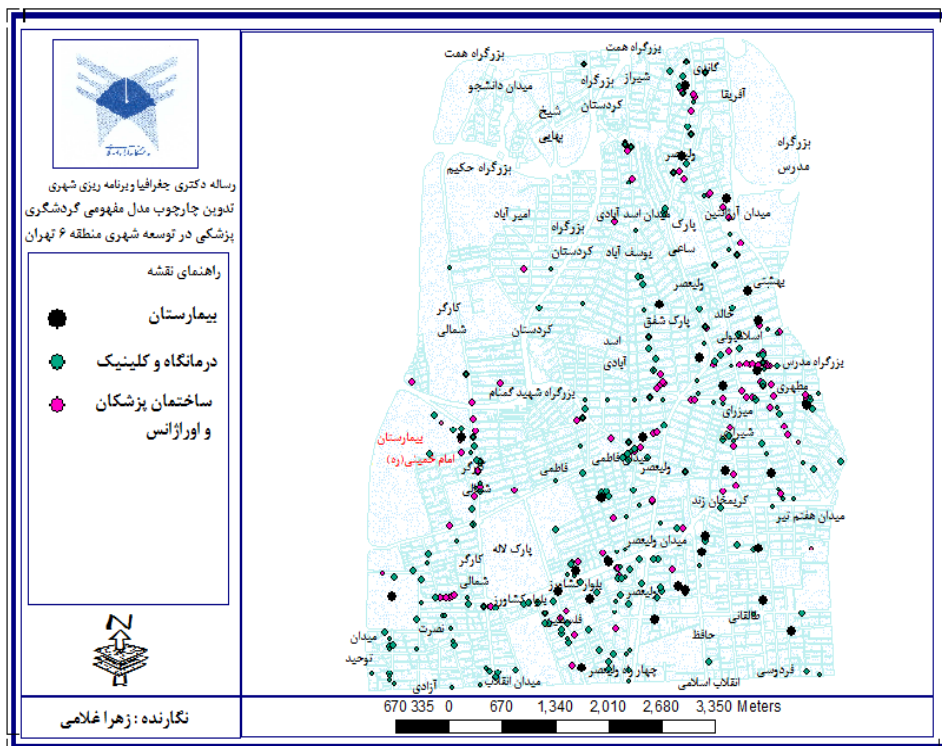 رساله دکتری جغرافیا و برنامه ریزی شهری
تدوین چارچوب مدل مفهومی گردشگری
پزشکی در توسعه شهری منطقه ۶ تهران
راهنمای نقشه
بیمارستان
درمانگاه و کلینیک
ساختمان پزشکان
و اوراژانس
N
نگارنده : زهرا غلامی
بزرگراه همت
بزرگراه همت
گاندی
شیراز
بزرگراه
کردستان
میدان دانشجو
آفریقا
شیخ
بهایی
بزرگراه
مدرس
ولیعصر
بزرگراه حکیم
امیر آباد
میدان اسد آبادی
میدان آرژانتین
پارک
ساعی
بزرگراه
کردستان
یوسف آباد
ولیعصر
بهشتی
کارگر
شمالی
کردستان
پارک شفق
خالد
اسلامبولی
اسد
آبادی
بزرگراه مدرس
مطهری
بزرگراه شهید گمنام
میرزای
شیرازی
بیمارستان
امام خمینی(ره)
کارگر
شمالی
فاطمی
میدان فاطمی
ولیعصر
کریمخان زند
میدان هفتم تیر
پارک لاله
میدان ولیعصر
کارگر
شمالی
بلوار کشاورز
بلوار کشاورز
ولیعصر
نصرت
فلسطین
طالقانی
حافظ
میدان
توحید
آزادی
میدان انقلاب
چهار راه ولیعصر
انقلاب اسلامی
فردوسی
670 335 0 670 1,340 2,010 2,680 3,350 Meters